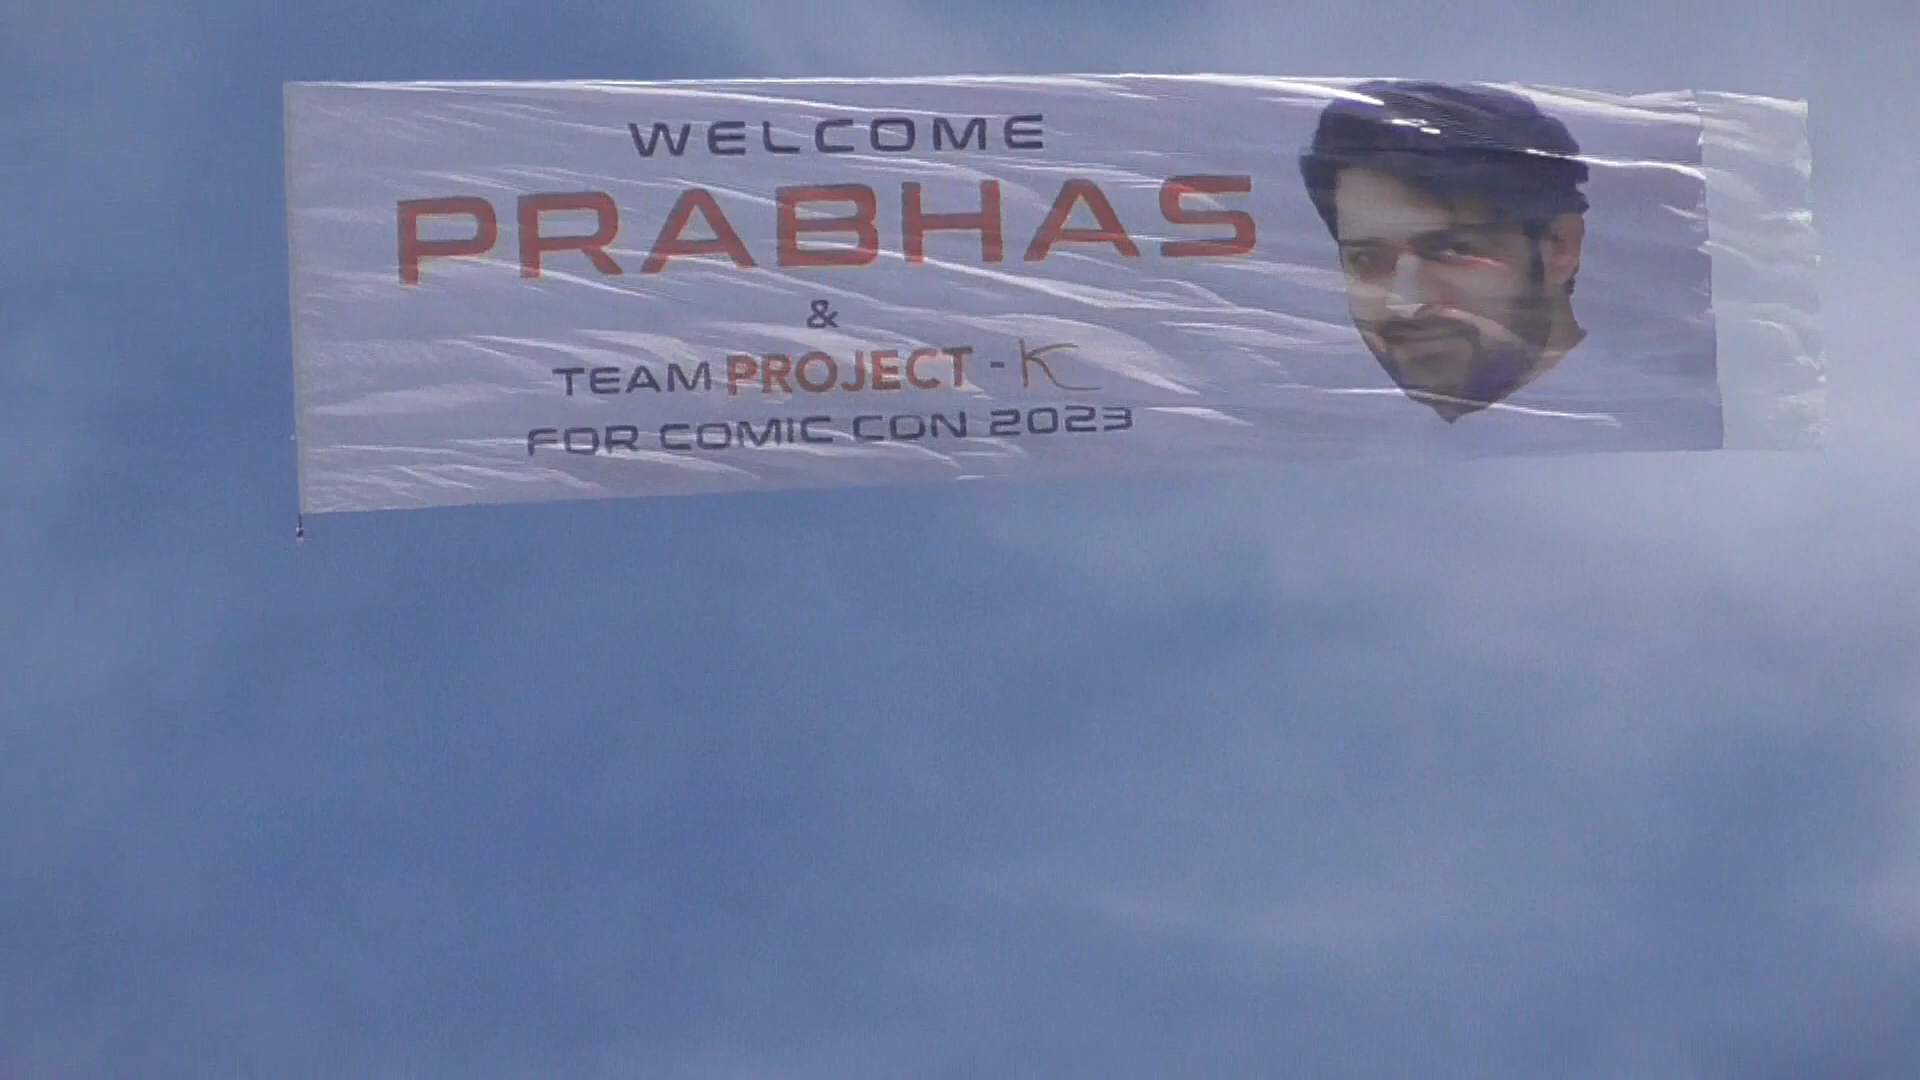 WELCOME
PRABHAS
&
TEAM PROJECT - K
FOR COMIC CON 2023